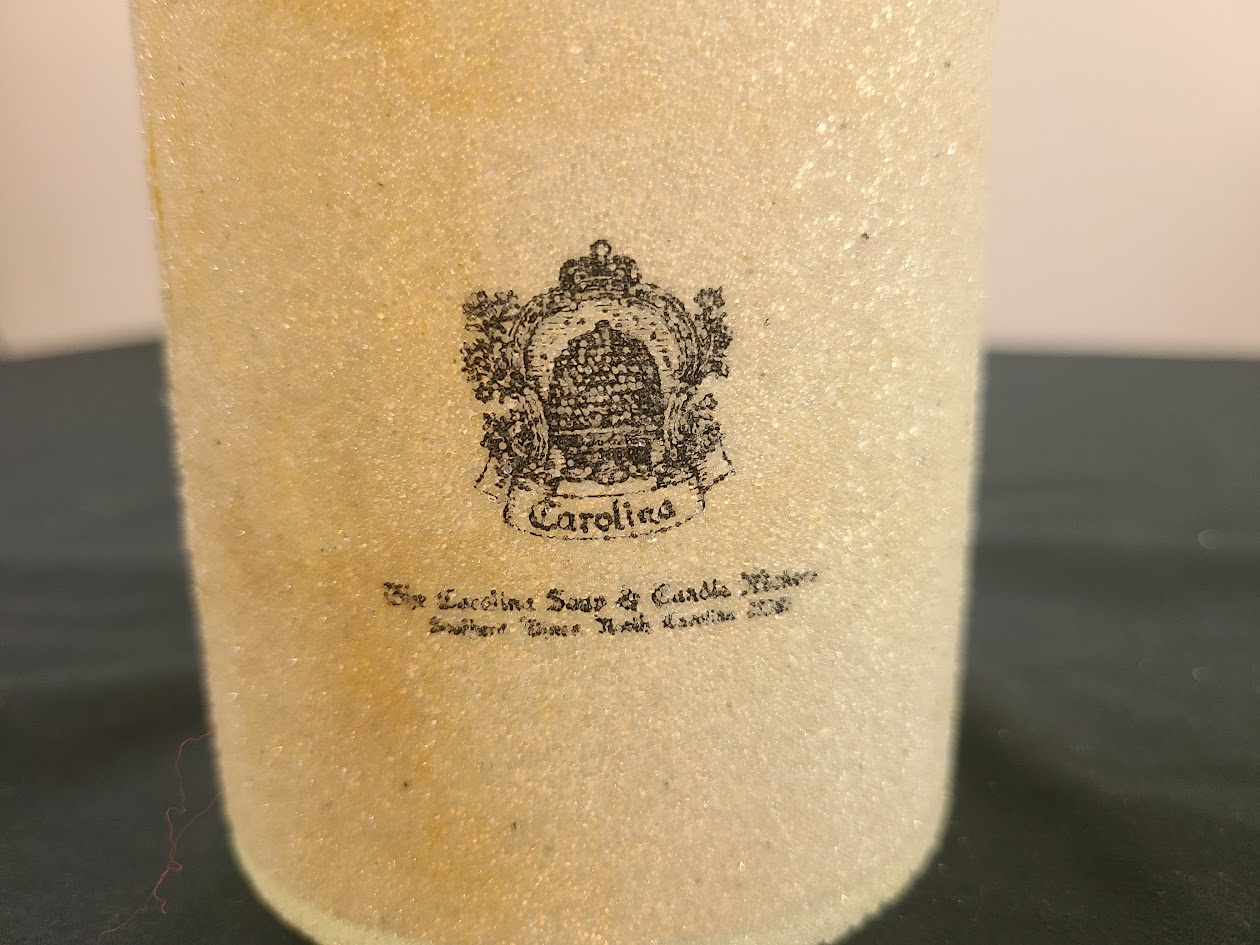 Carolina
The Carolina Soap & Candle Makers
Southern Pines North Carolina